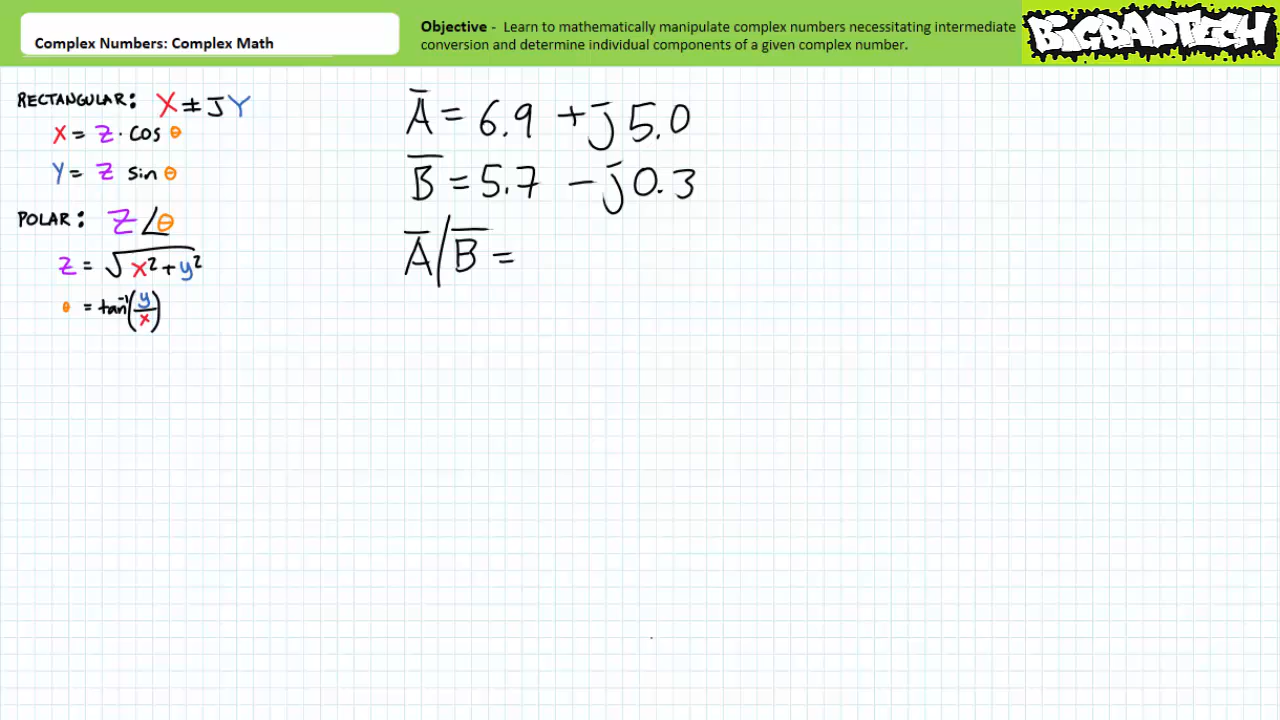 Complex Numbers: Complex Math
Objective - Learn to mathematically manipulate complex numbers necessitating intermediate
conversion and determine individual components of a given complex number.
BIGBADTECH
RECTANGULAR: X ± JY
X = Z · COS θ
Y = Z sin θ
POLAR: Z∠θ
Z = √x² + y²
θ = tan⁻¹(y/x)
A̅ = 6.9 + j5.0
B̅ = 5.7 - j0.3
A̅/B̅ =